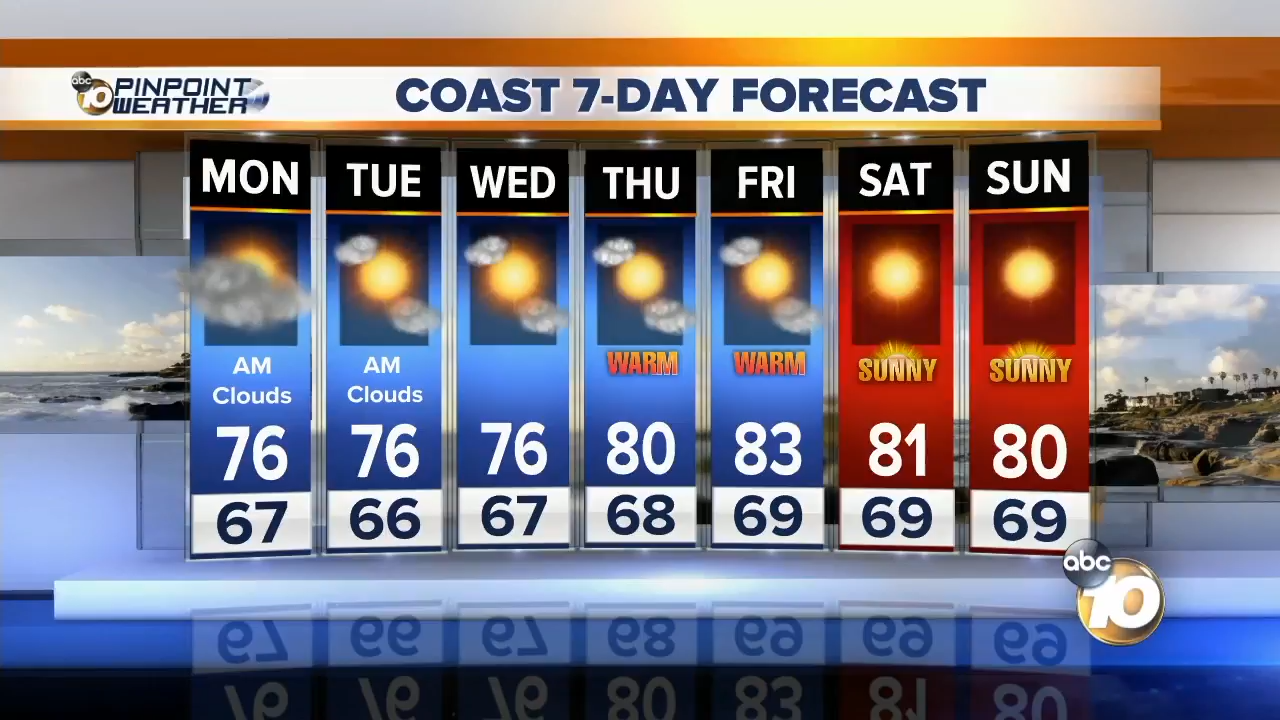 abc
10 PINPOINT
WEATHER
COAST 7-DAY FORECAST
MON TUE WED THU FRI SAT SUN
AM
Clouds
AM
Clouds
WARM WARM SUNNY SUNNY
76 76 76 80 83 81 80
67 66 67 68 69 69 69
abc
10